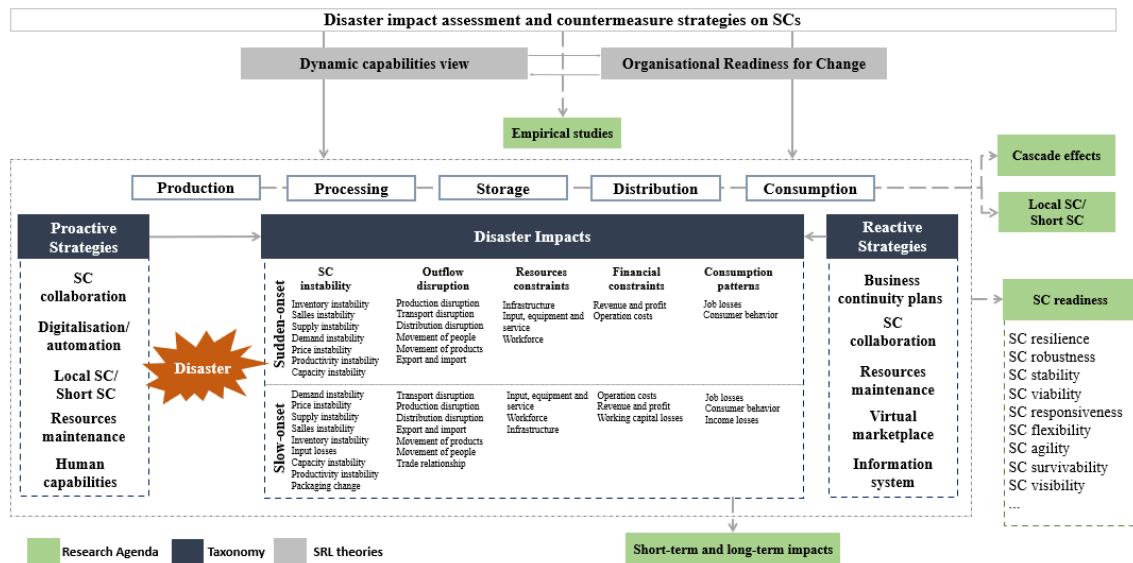 Disaster impact assessment and countermeasure strategies on SCs
Dynamic capabilities view
Organisational Readiness for Change
Empirical studies
Cascade effects
Local SC/
Short SC
Production
Processing
Storage
Distribution
Consumption
Proactive
Strategies
SC
collaboration
Digitalisation/
automation
Local SC/
Short SC
Resources
maintenance
Human
capabilities
Disaster
Disaster Impacts
Sudden-onset
SC
instability
Inventory instability
Salles instability
Supply instability
Demand instability
Price instability
Productivity instability
Capacity instability
Outflow
disruption
Production disruption
Transport disruption
Distribution disruption
Movement of people
Movement of products
Export and import
Resources
constraints
Infrastructure
Input, equipment and
service
Workforce
Financial
constraints
Revenue and profit
Operation costs
Consumption
patterns
Job losses
Consumer behavior
Slow-onset
Demand instability
Price instability
Supply instability
Salles instability
Inventory instability
Input losses
Capacity instability
Productivity instability
Packaging change
Transport disruption
Production disruption
Distribution disruption
Export and import
Movement of products
Movement of people
Trade relationship
Input, equipment and
service
Workforce
Infrastructure
Operation costs
Revenue and profit
Working capital losses
Job losses
Consumer behavior
Income losses
Reactive
Strategies
Business
continuity plans
SC
collaboration
Resources
maintenance
Virtual
marketplace
Information
system
SC readiness
SC resilience
SC robustness
SC stability
SC viability
SC responsiveness
SC flexibility
SC agility
SC survivability
SC visibility
...
Short-term and long-term impacts
Research Agenda
Taxonomy
SRL theories